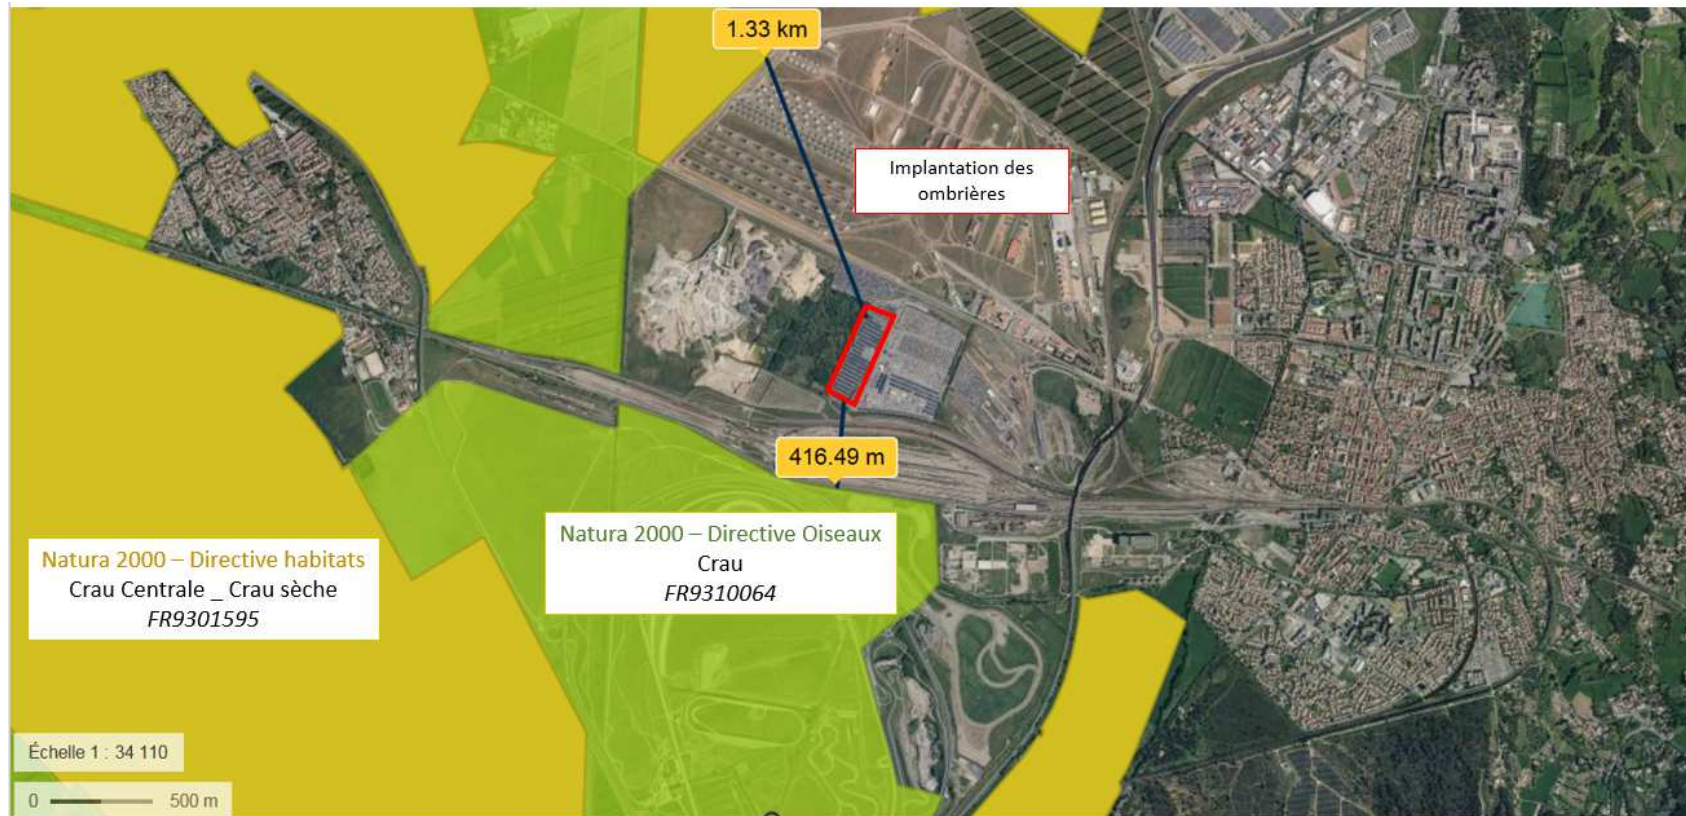 1.33 km
Implantation des
ombrières
416.49 m
Natura 2000 – Directive Oiseaux
Crau
FR9310064
Natura 2000 – Directive habitats
Crau Centrale _ Crau sèche
FR9301595
Échelle 1 : 34 110
0 500 m